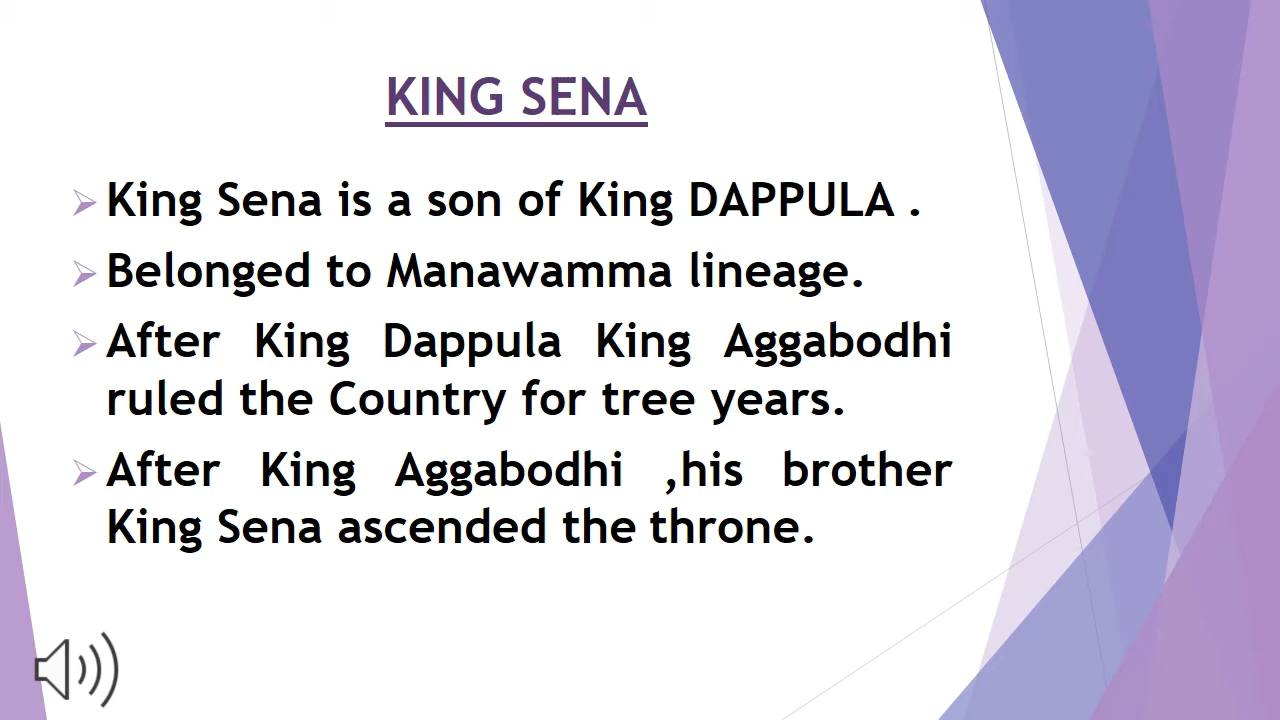 KING SENA
King Sena is a son of King DAPPULA .
Belonged to Manawamma lineage.
After King Dappula King Aggabodhi
ruled the Country for tree years.
After King Aggabodhi ,his brother
King Sena ascended the throne.